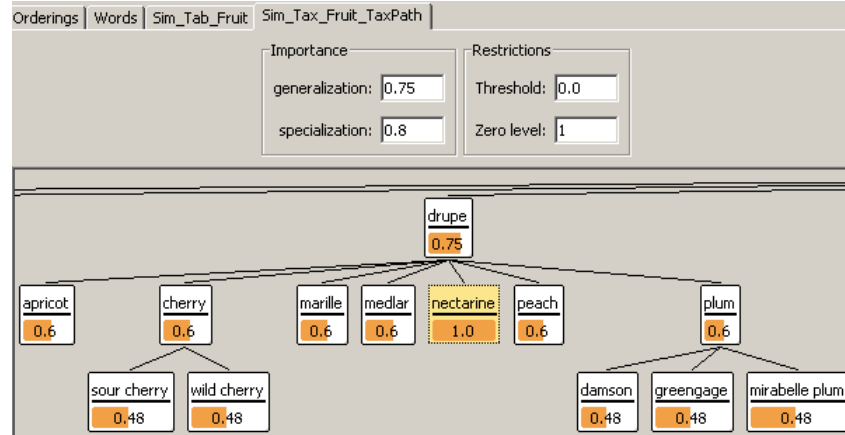 Orderings Words Sim_Tab_Fruit Sim_Tax_Fruit_TaxPath
Importance Restrictions
generalization: 0.75 Threshold: 0.0
specialization: 0.8 Zero level: 1
drupe
0.75
apricot cherry marille medlar nectarine peach plum
0.6 0.6 0.6 0.6 1.0 0.6 0.6
sour cherry wild cherry damson greengage mirabelle plum
0.48 0.48 0.48 0.48 0.48